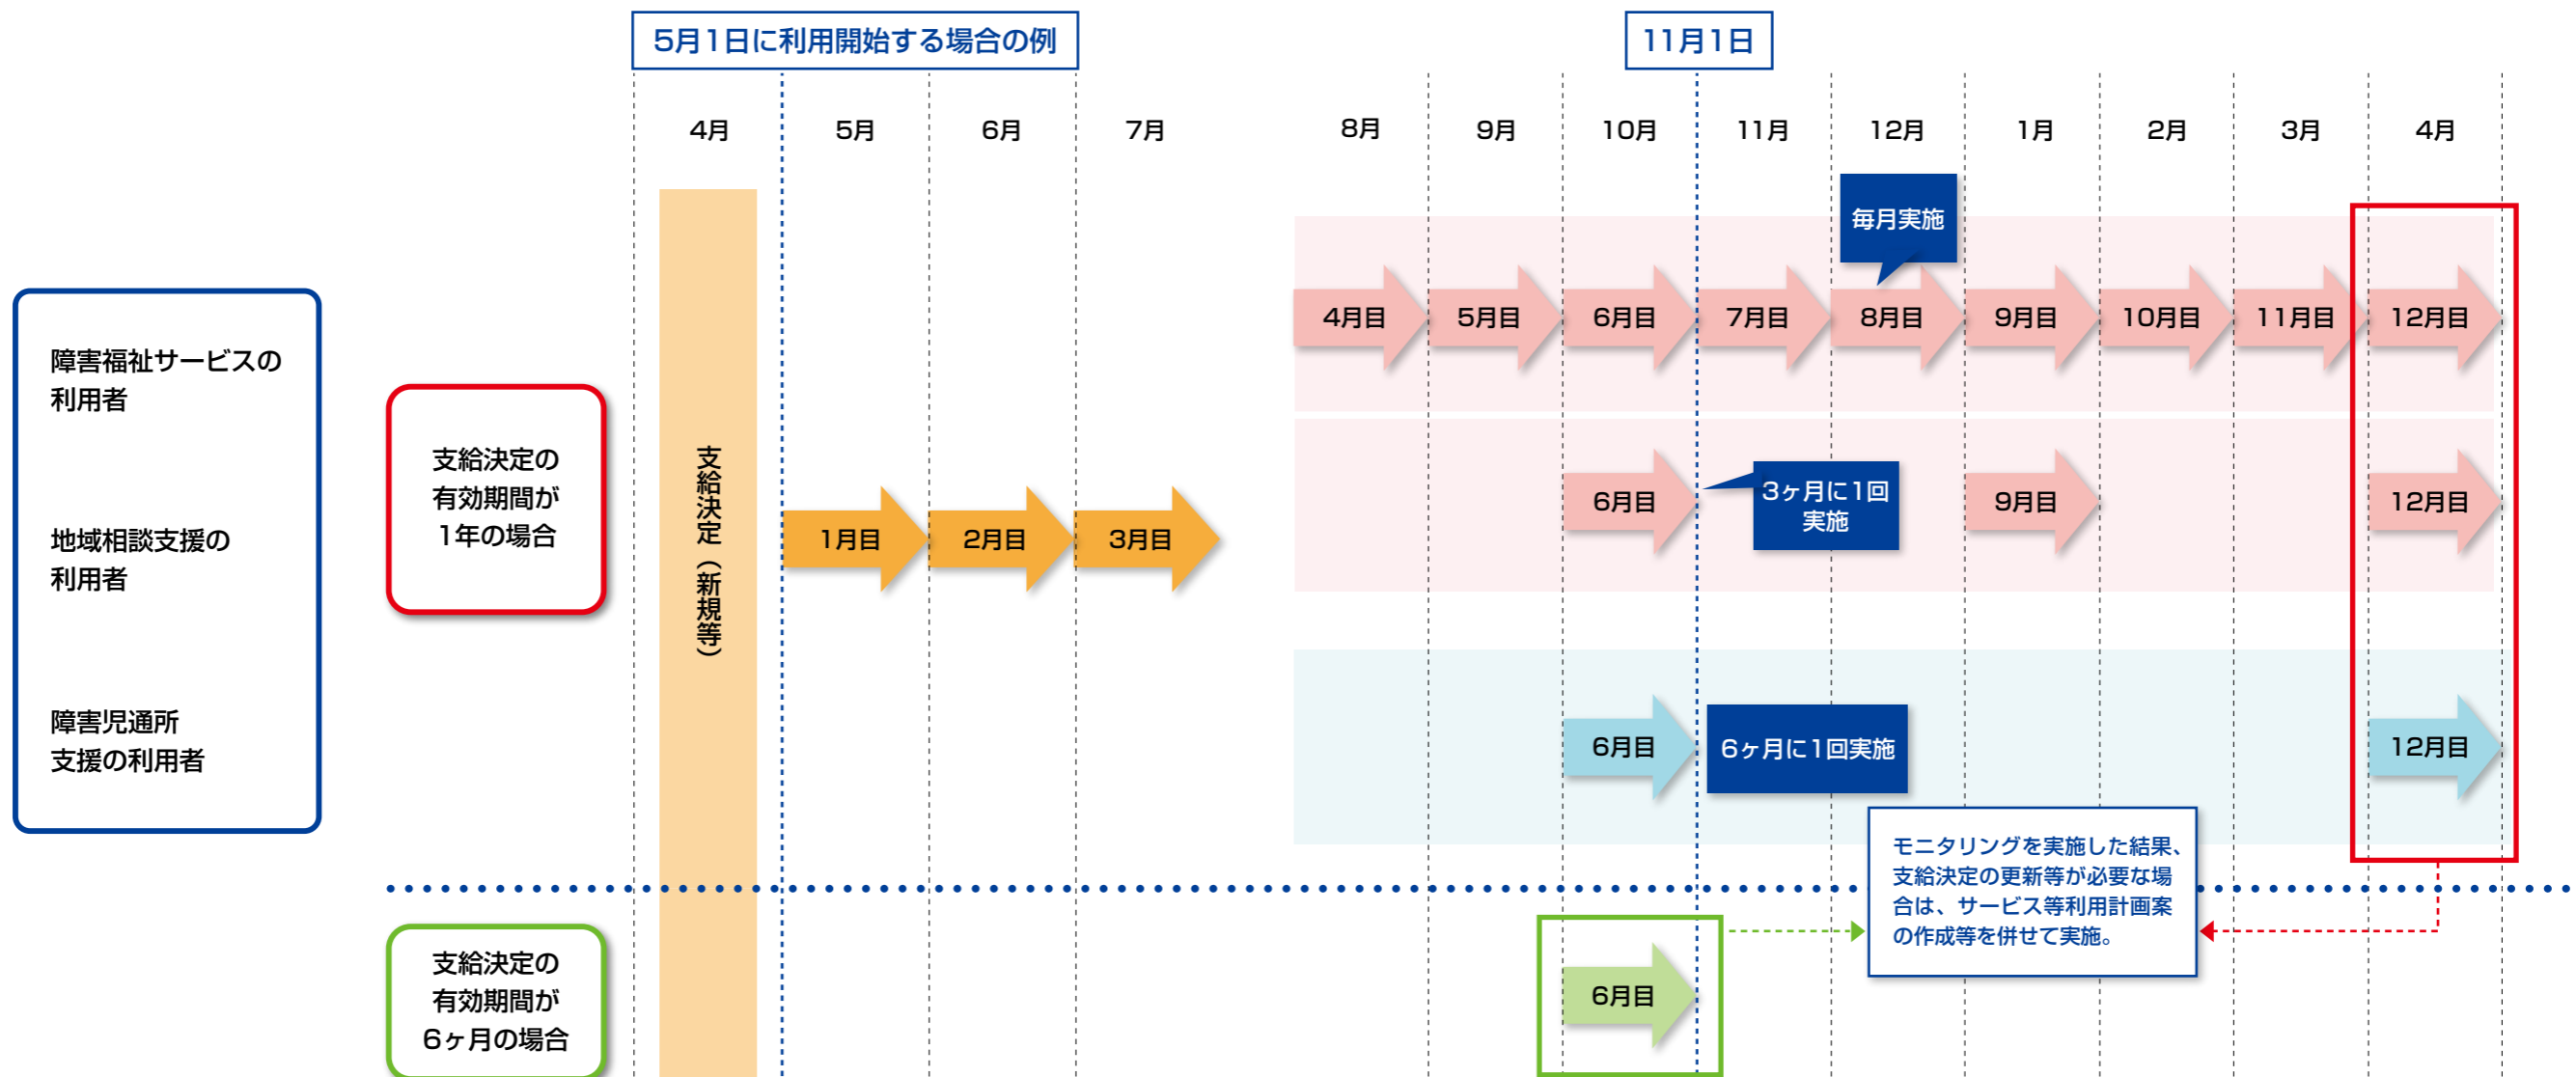 5月1日に利用開始する場合の例
11月1日
4月
5月
6月
7月
8月
9月
10月
11月
12月
1月
2月
3月
4月
障害福祉サービスの
利用者
地域相談支援の
利用者
障害児通所
支援の利用者
支給決定の
有効期間が
1年の場合
支給決定（新規等）
1月目
2月目
3月目
毎月実施
4月目
5月目
6月目
7月目
8月目
9月目
10月目
11月目
12月目
6月目
3ヶ月に1回
実施
9月目
12月目
6月目
6ヶ月に1回実施
12月目
モニタリングを実施した結果、
支給決定の更新等が必要な場
合は、サービス等利用計画案
の作成等を併せて実施。
支給決定の
有効期間が
6ヶ月の場合
6月目